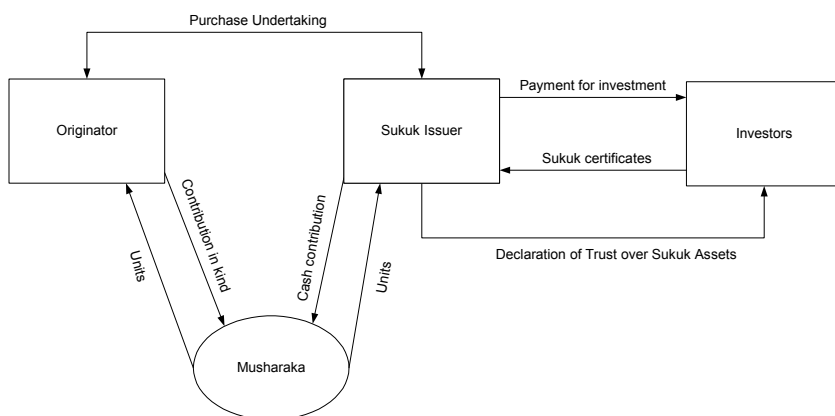 Purchase Undertaking
Originator
Sukuk Issuer
Payment for investment
Investors
Sukuk certificates
Contribution in kind
Units
Cash contribution
Units
Declaration of Trust over Sukuk Assets
Musharaka